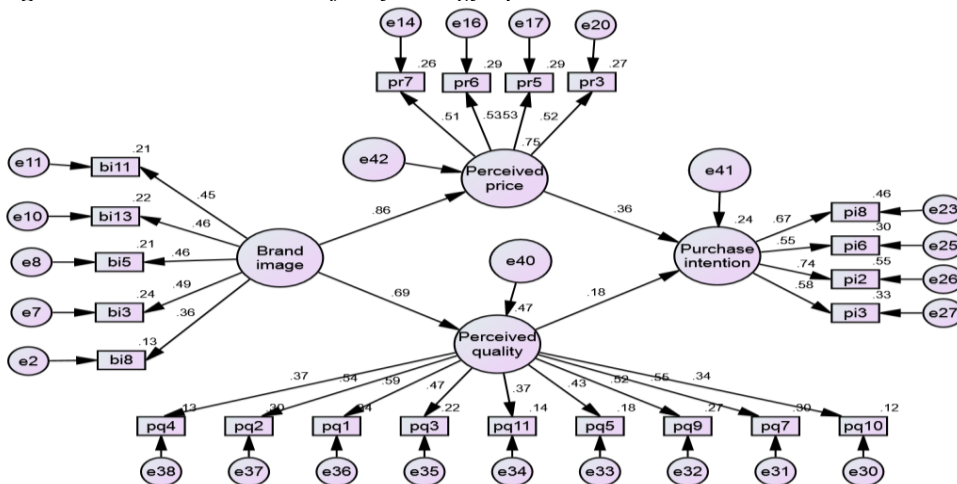 e14 e16 e17 e20
.26 .29 .29 .27
pr7 pr6 pr5 pr3
.51 .53 .53 .52
.75
e42
Perceived
price
e11
.21
bi11
.45
e10
.22
bi13
.46
e8
.21
bi5
.46
e7
.24
bi3
.49
e2
.13
bi8
.36
Brand
image
.86
.69
.36
.18
e41
.24
Purchase
intention
.67
.46
pi8
e23
.55
.30
pi6
e25
.74
.55
pi2
e26
.58
.33
pi3
e27
e40
.47
Perceived
quality
.37 .54 .59 .47 .37 .43 .52 .55 .34
.13 .30 .22 .14 .18 .27 .30 .12
pq4 pq2 pq1 pq3 pq11 pq5 pq9 pq7 pq10
e38 e37 e36 e35 e34 e33 e32 e31 e30